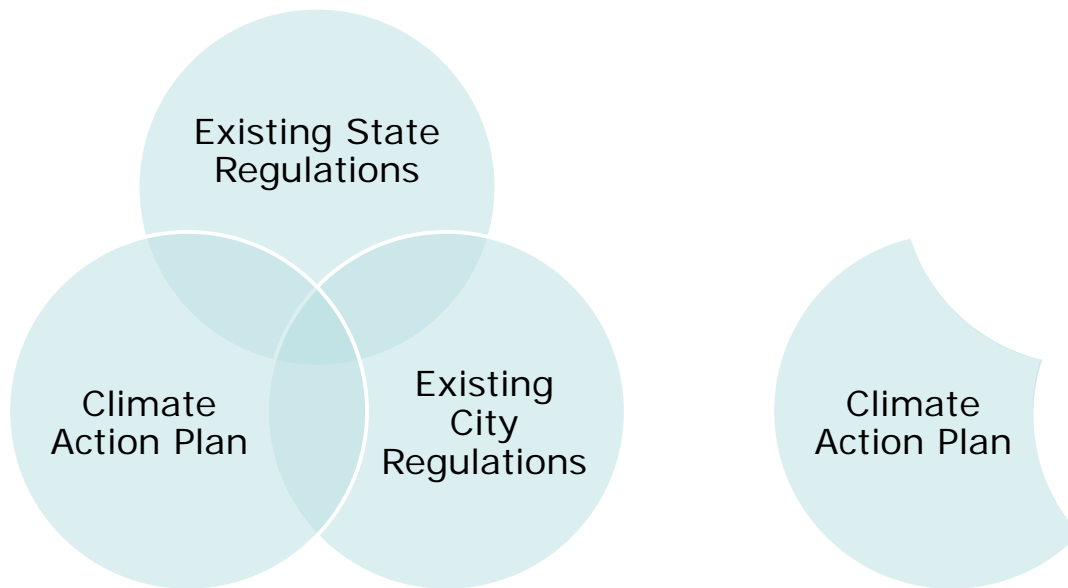 Existing State
Regulations
Climate
Action Plan
Existing
City
Regulations
Climate
Action Plan